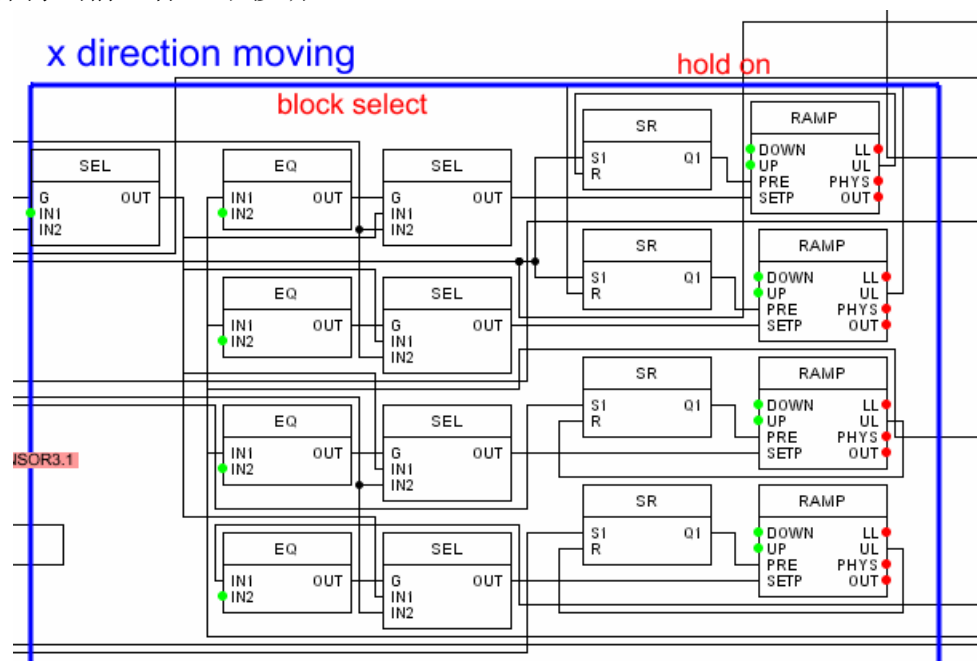 x direction moving
hold on
block select
SR
RAMP
S1 Q1
R
DOWN LL
UP UL
PRE PHYS
SETP OUT
SEL
G OUT
IN1
IN2
EQ
IN1 OUT
IN2
SEL
G OUT
IN1
IN2
SR
RAMP
S1 Q1
R
DOWN LL
UP UL
PRE PHYS
SETP OUT
EQ
IN1 OUT
IN2
SEL
G OUT
IN1
IN2
SR
RAMP
S1 Q1
R
DOWN LL
UP UL
PRE PHYS
SETP OUT
EQ
IN1 OUT
IN2
SEL
G OUT
IN1
IN2
NSOR3.1
SR
RAMP
S1 Q1
R
DOWN LL
UP UL
PRE PHYS
SETP OUT
EQ
IN1 OUT
IN2
SEL
G OUT
IN1
IN2